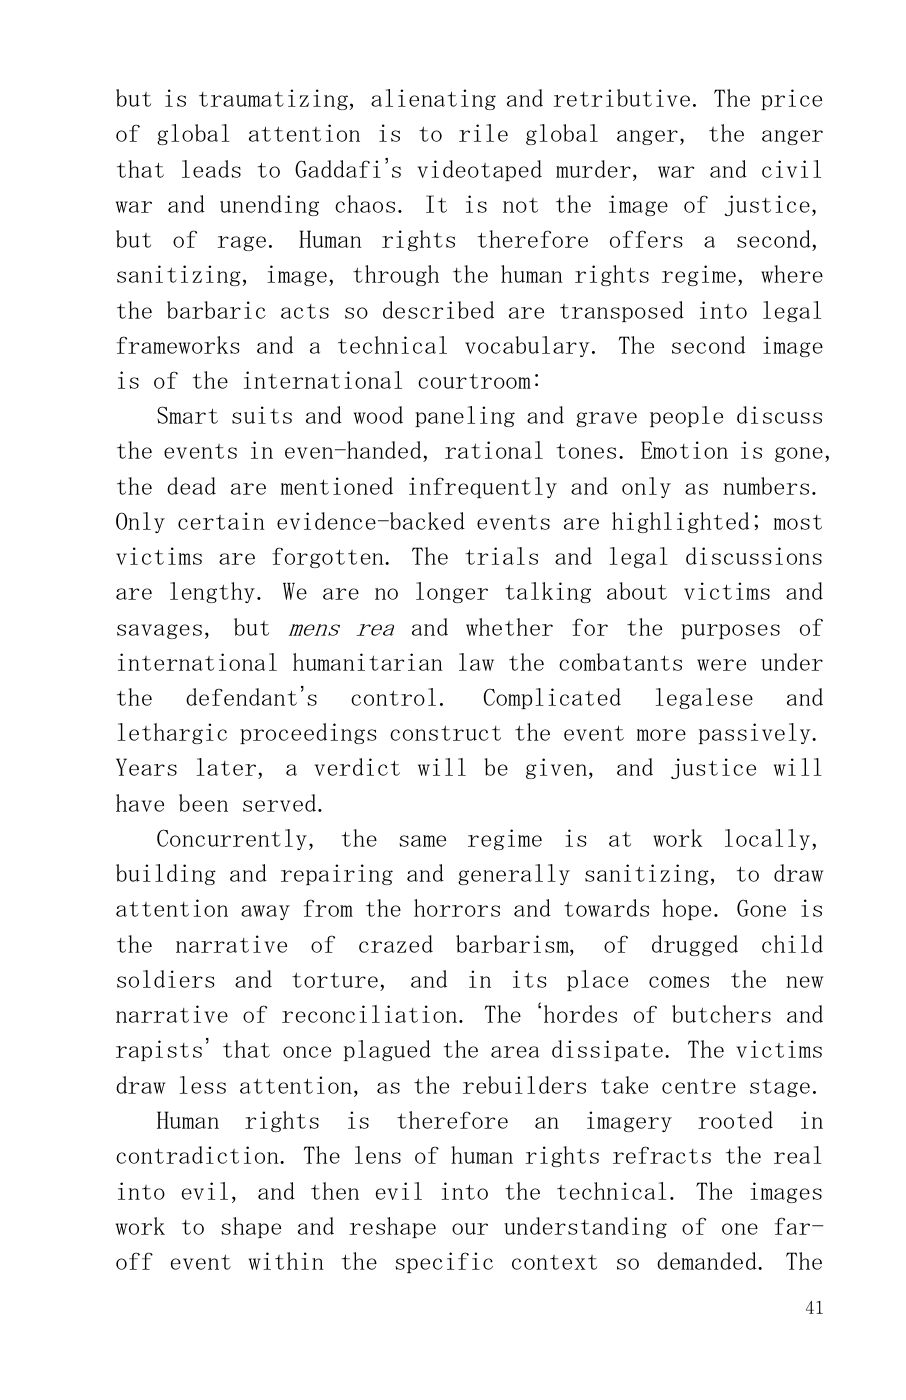 but is traumatizing, alienating and retributive. The price
of global attention is to rile global anger, the anger
that leads to Gaddafi's videotaped murder, war and civil
war and unending chaos. It is not the image of justice,
but of rage. Human rights therefore offers a second,
sanitizing, image, through the human rights regime, where
the barbaric acts so described are transposed into legal
frameworks and a technical vocabulary. The second image
is of the international courtroom:
Smart suits and wood paneling and grave people discuss
the events in even-handed, rational tones. Emotion is gone,
the dead are mentioned infrequently and only as numbers.
Only certain evidence-backed events are highlighted; most
victims are forgotten. The trials and legal discussions
are lengthy. We are no longer talking about victims and
savages, but mens rea and whether for the purposes of
international humanitarian law the combatants were under
the defendant's control. Complicated legalese and
lethargic proceedings construct the event more passively.
Years later, a verdict will be given, and justice will
have been served.
Concurrently, the same regime is at work locally,
building and repairing and generally sanitizing, to draw
attention away from the horrors and towards hope. Gone is
the narrative of crazed barbarism, of drugged child
soldiers and torture, and in its place comes the new
narrative of reconciliation. The ‘hordes of butchers and
rapists’ that once plagued the area dissipate. The victims
draw less attention, as the rebuilders take centre stage.
Human rights is therefore an imagery rooted in
contradiction. The lens of human rights refracts the real
into evil, and then evil into the technical. The images
work to shape and reshape our understanding of one far-
off event within the specific context so demanded. The
41